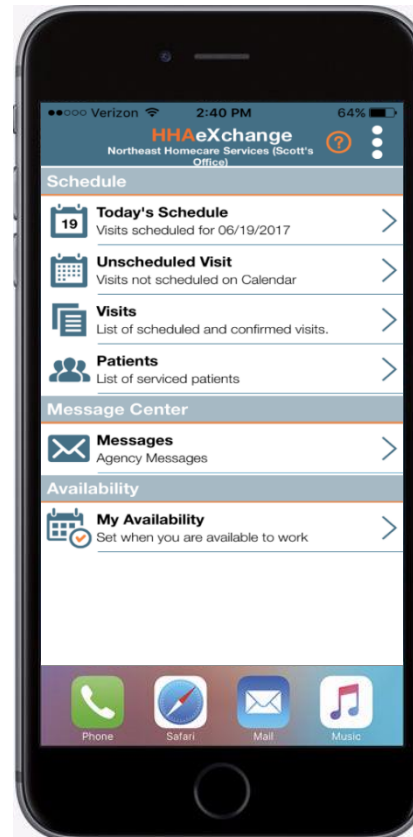 ●●○○○ Verizon 2:40 PM 64%
HHAeXchange
Northeast Homecare Services (Scott's
Office)
?
Schedule
19
Today's Schedule
Visits scheduled for 06/19/2017
Unscheduled Visit
Visits not scheduled on Calendar
Visits
List of scheduled and confirmed visits.
Patients
List of serviced patients
Message Center
Messages
Agency Messages
Availability
My Availability
Set when you are available to work
Phone Safari Mail Music